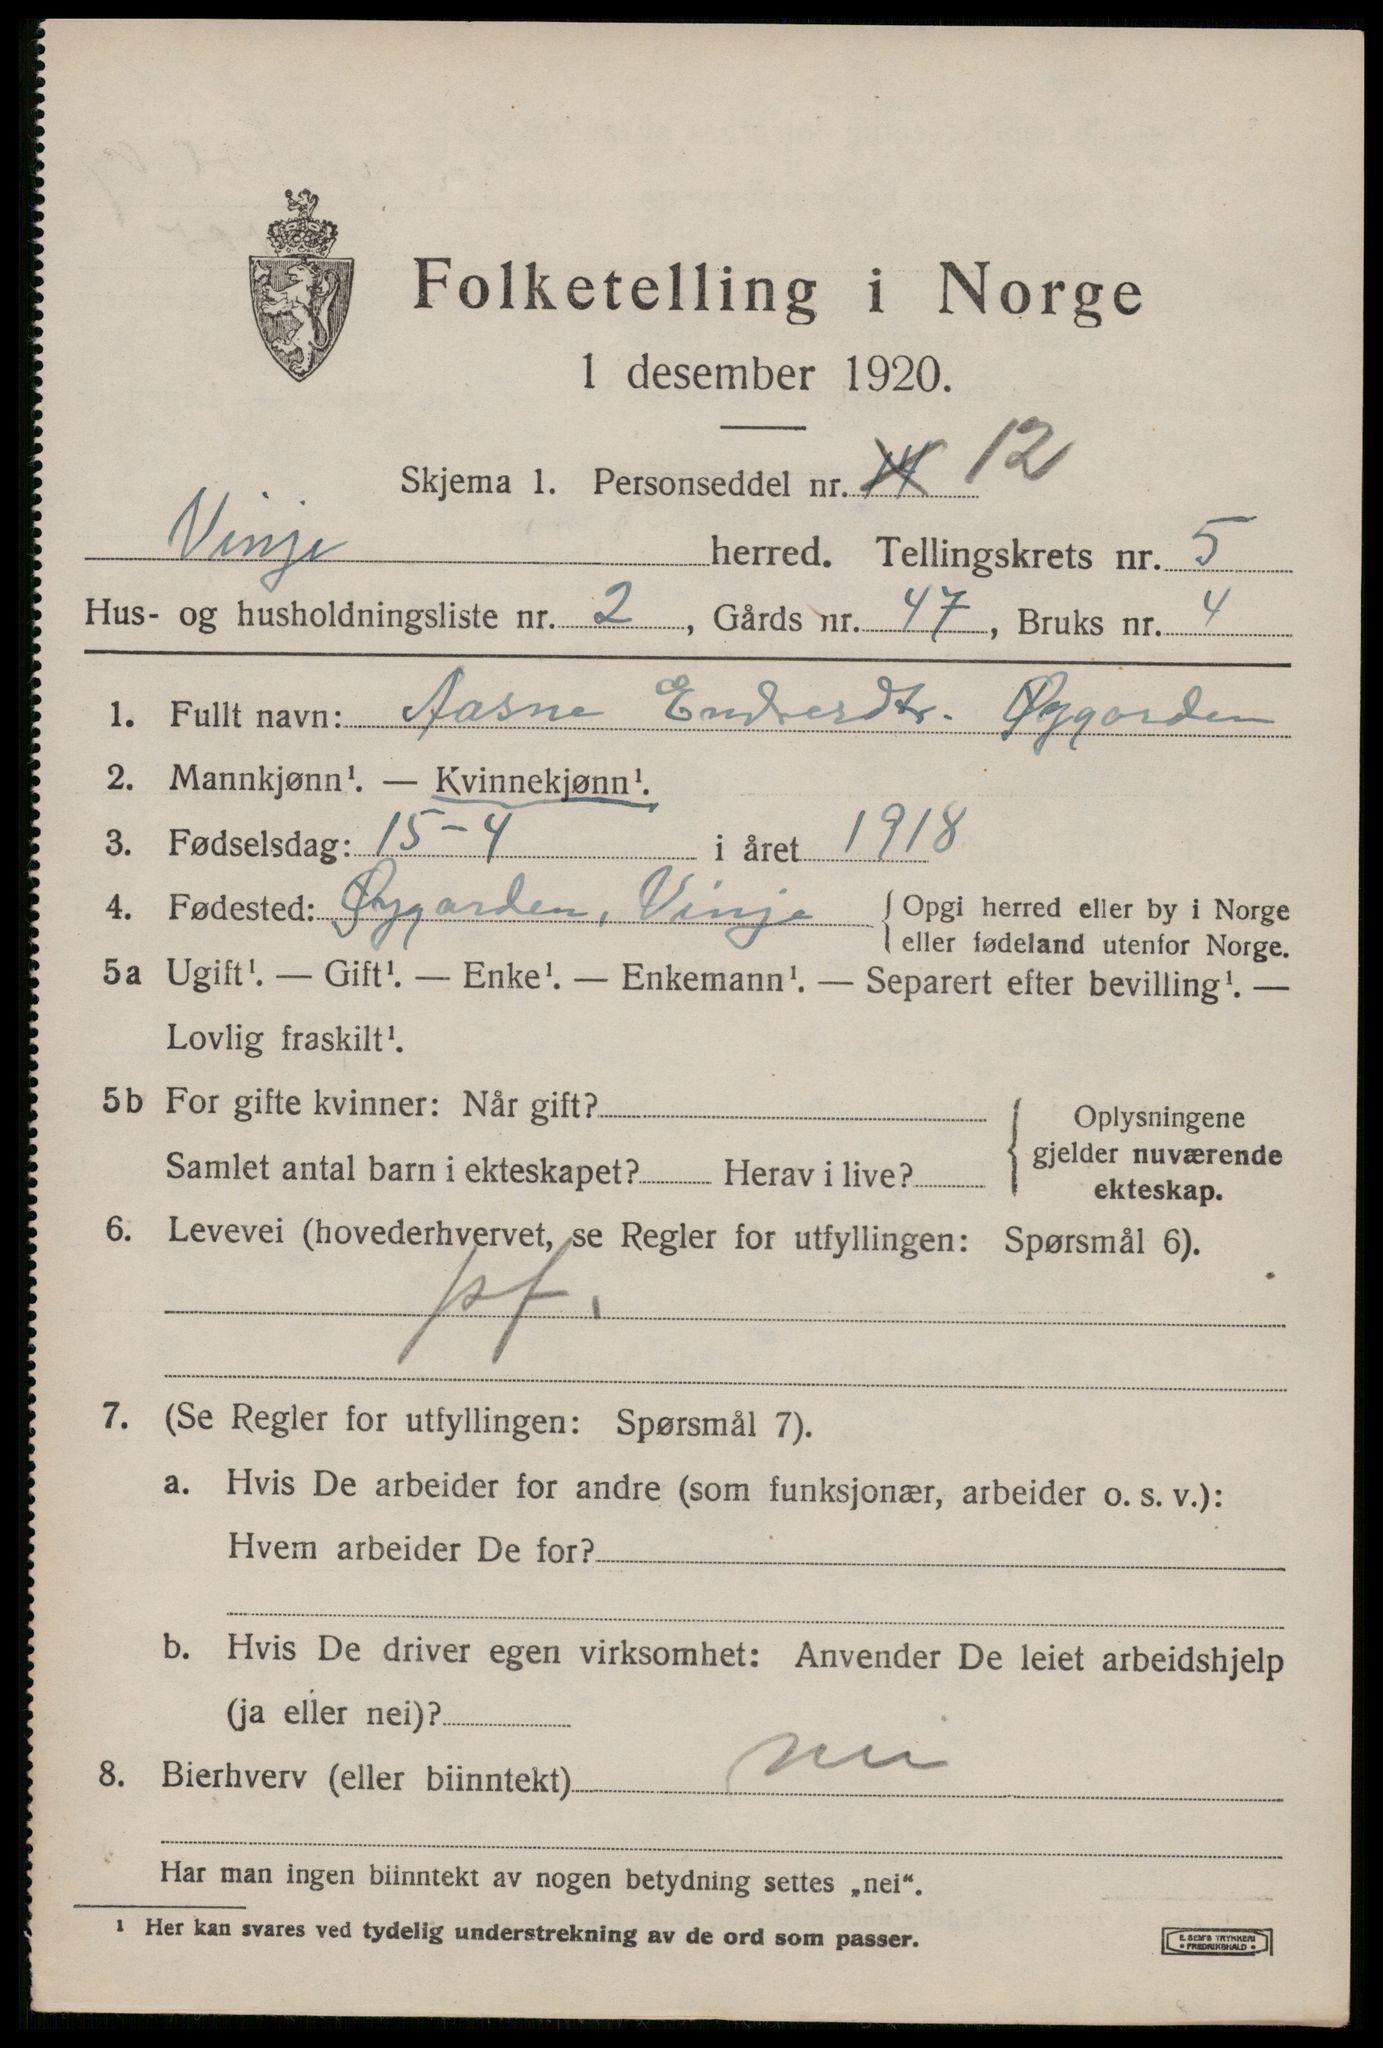 Folketelling i Norge
1 desember 1920.
Skjema 1. Personseddel nr. 14 12
Vinje herred. Tellingskrets nr. 5
Hus- og husholdningsliste nr. 2, Gårds nr. 47, Bruks nr. 4
1. Fullt navn: Aasne Endresdtr. Øygarden
2. Mannkjønn¹. — Kvinnekjønn¹.
3. Fødselsdag: 15-4 i året 1918
4. Fødested: Øygarden, Vinje { Opgi herred eller by i Norge
eller fødeland utenfor Norge.
5a Ugift¹. — Gift¹. — Enke¹. — Enkemann¹. — Separert efter bevilling¹. —
Lovlig fraskilt¹.
5b For gifte kvinner: Når gift?
Samlet antal barn i ekteskapet? Herav i live?
{ Oplysningene
gjelder nuværende
ekteskap.
6. Levevei (hovederhvervet, se Regler for utfyllingen: Spørsmål 6).
7. (Se Regler for utfyllingen: Spørsmål 7).
a. Hvis De arbeider for andre (som funksjonær, arbeider o. s. v.):
Hvem arbeider De for?
b. Hvis De driver egen virksomhet: Anvender De leiet arbeidshjelp
(ja eller nei)?
8. Bierhverv (eller biinntekt) nei
Har man ingen biinntekt av nogen betydning settes „nei“.
¹ Her kan svares ved tydelig understrekning av de ord som passer.
E. SEM'S TRYKKERI
• FREDRIKSHALD •